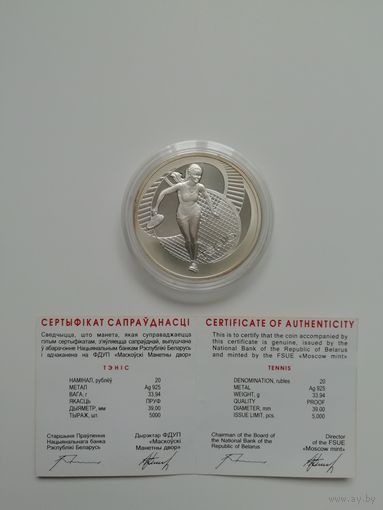 СЕРТЫФІКАТ САПРАЎДНАСЦІ
Сведчыцца, што манета, якая суправаджаецца
гэтым сертыфікатам, з'яўляецца сапраўднай, выпушчана
ў абарачэнне Нацыянальным банкам Рэспублікі Беларусь
і адчаканена на ФДУП «Маскоўскі Манетны двор»
ТЭНІС
НАМІНАЛ, рублёў 20
МЕТАЛ Ag 925
ВАГА, г 33,94
ЯКАСЦЬ ПРУФ
ДЫЯМЕТР, мм 39,00
ТЫРАЖ, шт. 5000
Старшыня Праўлення
Нацыянальнага банка
Рэспублікі Беларусь
Дырэктар ФДУП
«Маскоўскі
Манетны двор»
CERTIFICATE OF AUTHENTICITY
This is to certify that the coin accompanied by
this certificate is genuine, issued by the
National Bank of the Republic of Belarus
and minted by the FSUE «Moscow mint»
TENNIS
DENOMINATION, rubles 20
METAL Ag 925
WEIGHT, g 33.94
QUALITY PROOF
DIAMETER, mm 39.00
ISSUE LIMIT, pcs. 5,000
Chairman of the Board
of the National Bank of
the Republic of Belarus
Director
of the FSUE
«Moscow mint»
www.ay.by